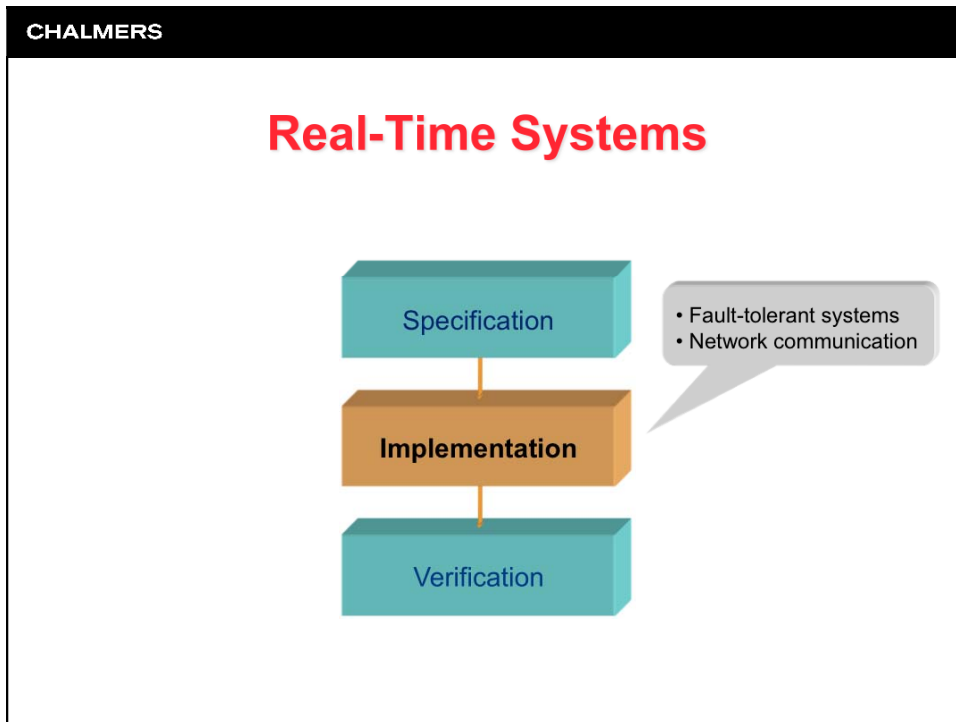 CHALMERS
Real-Time Systems
Specification
• Fault-tolerant systems
• Network communication
Implementation
Verification